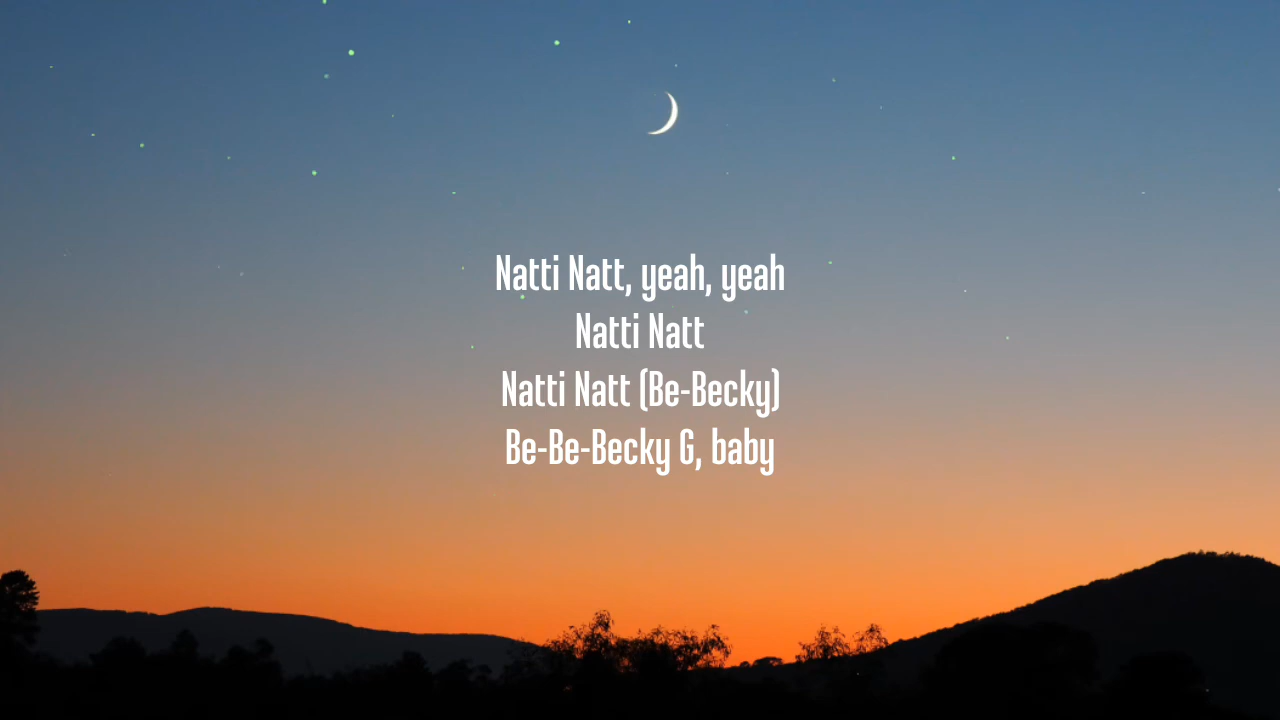 Natti Natt, yeah, yeah
Natti Natt
Natti Natt (Be-Becky)
Be-Be-Becky G, baby